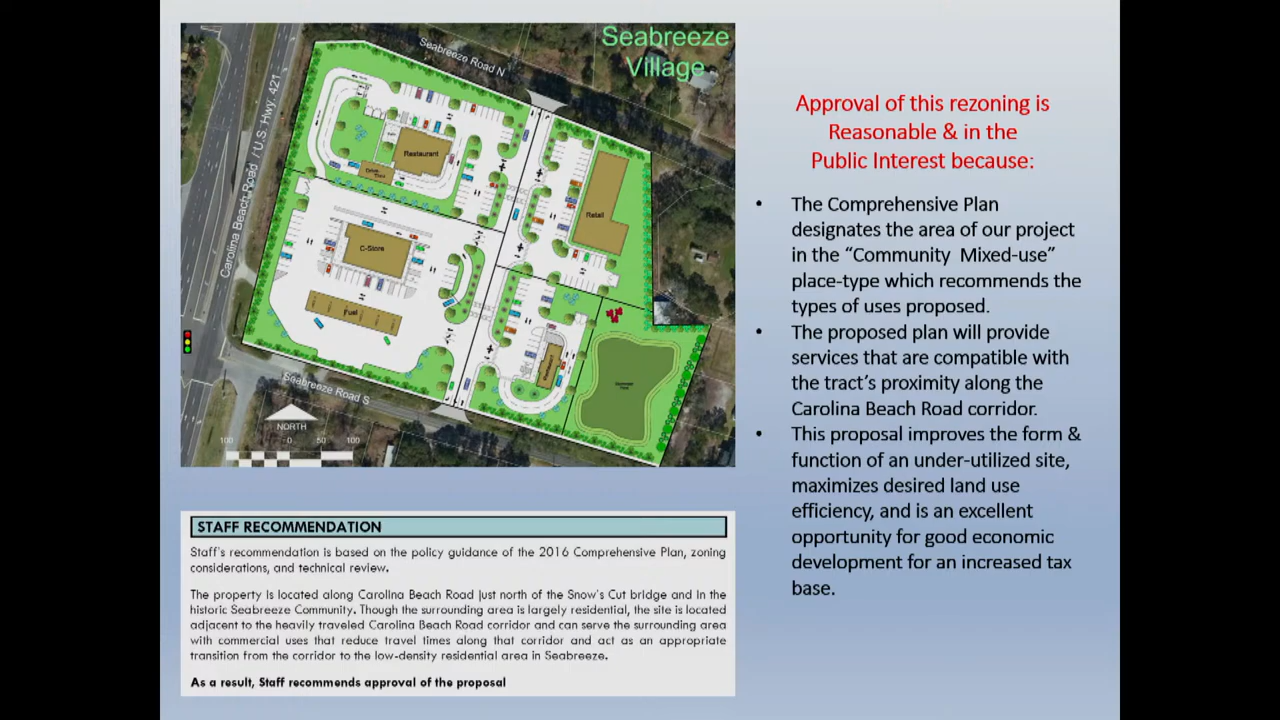 Seabreeze
Village
Seabreeze Road N
Carolina Beach Road / U.S. Hwy. 421
Restaurant
Retail
C-Store
Fuel
Seabreeze Road S
NORTH
100 0 50 100
Approval of this rezoning is
Reasonable & in the
Public Interest because:
• The Comprehensive Plan
designates the area of our project
in the “Community Mixed-use”
place-type which recommends the
types of uses proposed.
• The proposed plan will provide
services that are compatible with
the tract’s proximity along the
Carolina Beach Road corridor.
• This proposal improves the form &
function of an under-utilized site,
maximizes desired land use
efficiency, and is an excellent
opportunity for good economic
development for an increased tax
base.
STAFF RECOMMENDATION
Staff's recommendation is based on the policy guidance of the 2016 Comprehensive Plan, zoning
considerations, and technical review.
The property is located along Carolina Beach Road just north of the Snow's Cut bridge and in the
historic Seabreeze Community. Though the surrounding area is largely residential, the site is located
adjacent to the heavily traveled Carolina Beach Road corridor and can serve the surrounding area
with commercial uses that reduce travel times along that corridor and act as an appropriate
transition from the corridor to the low-density residential area in Seabreeze.
As a result, Staff recommends approval of the proposal